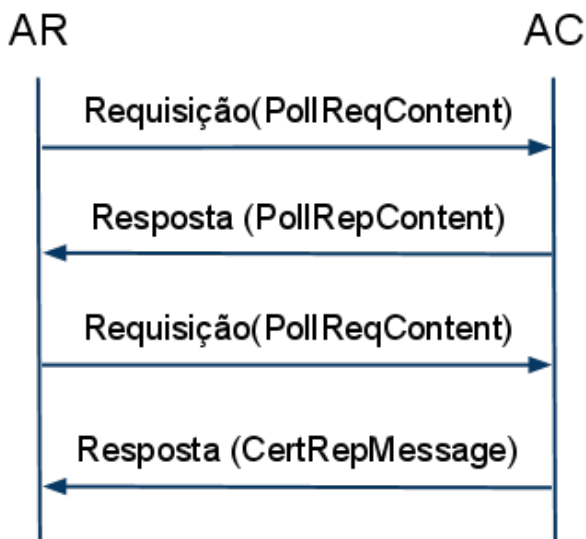 AR
AC
Requisição(PollReqContent)
Resposta (PollRepContent)
Requisição(PollReqContent)
Resposta (CertRepMessage)